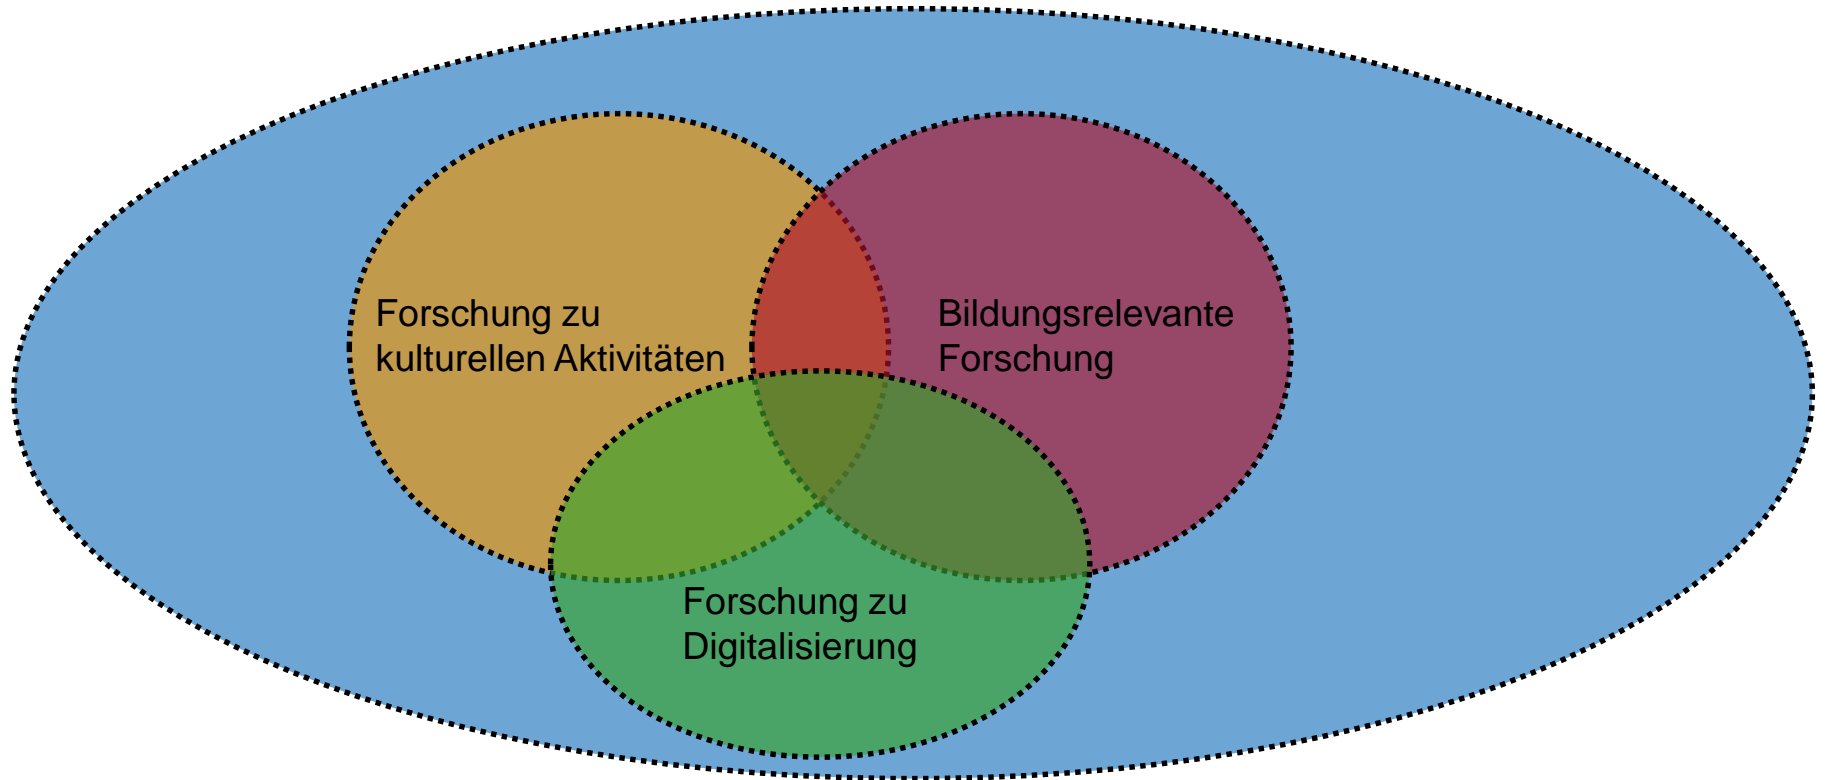 Forschung zu
kulturellen Aktivitäten
Bildungsrelevante
Forschung
Forschung zu
Digitalisierung